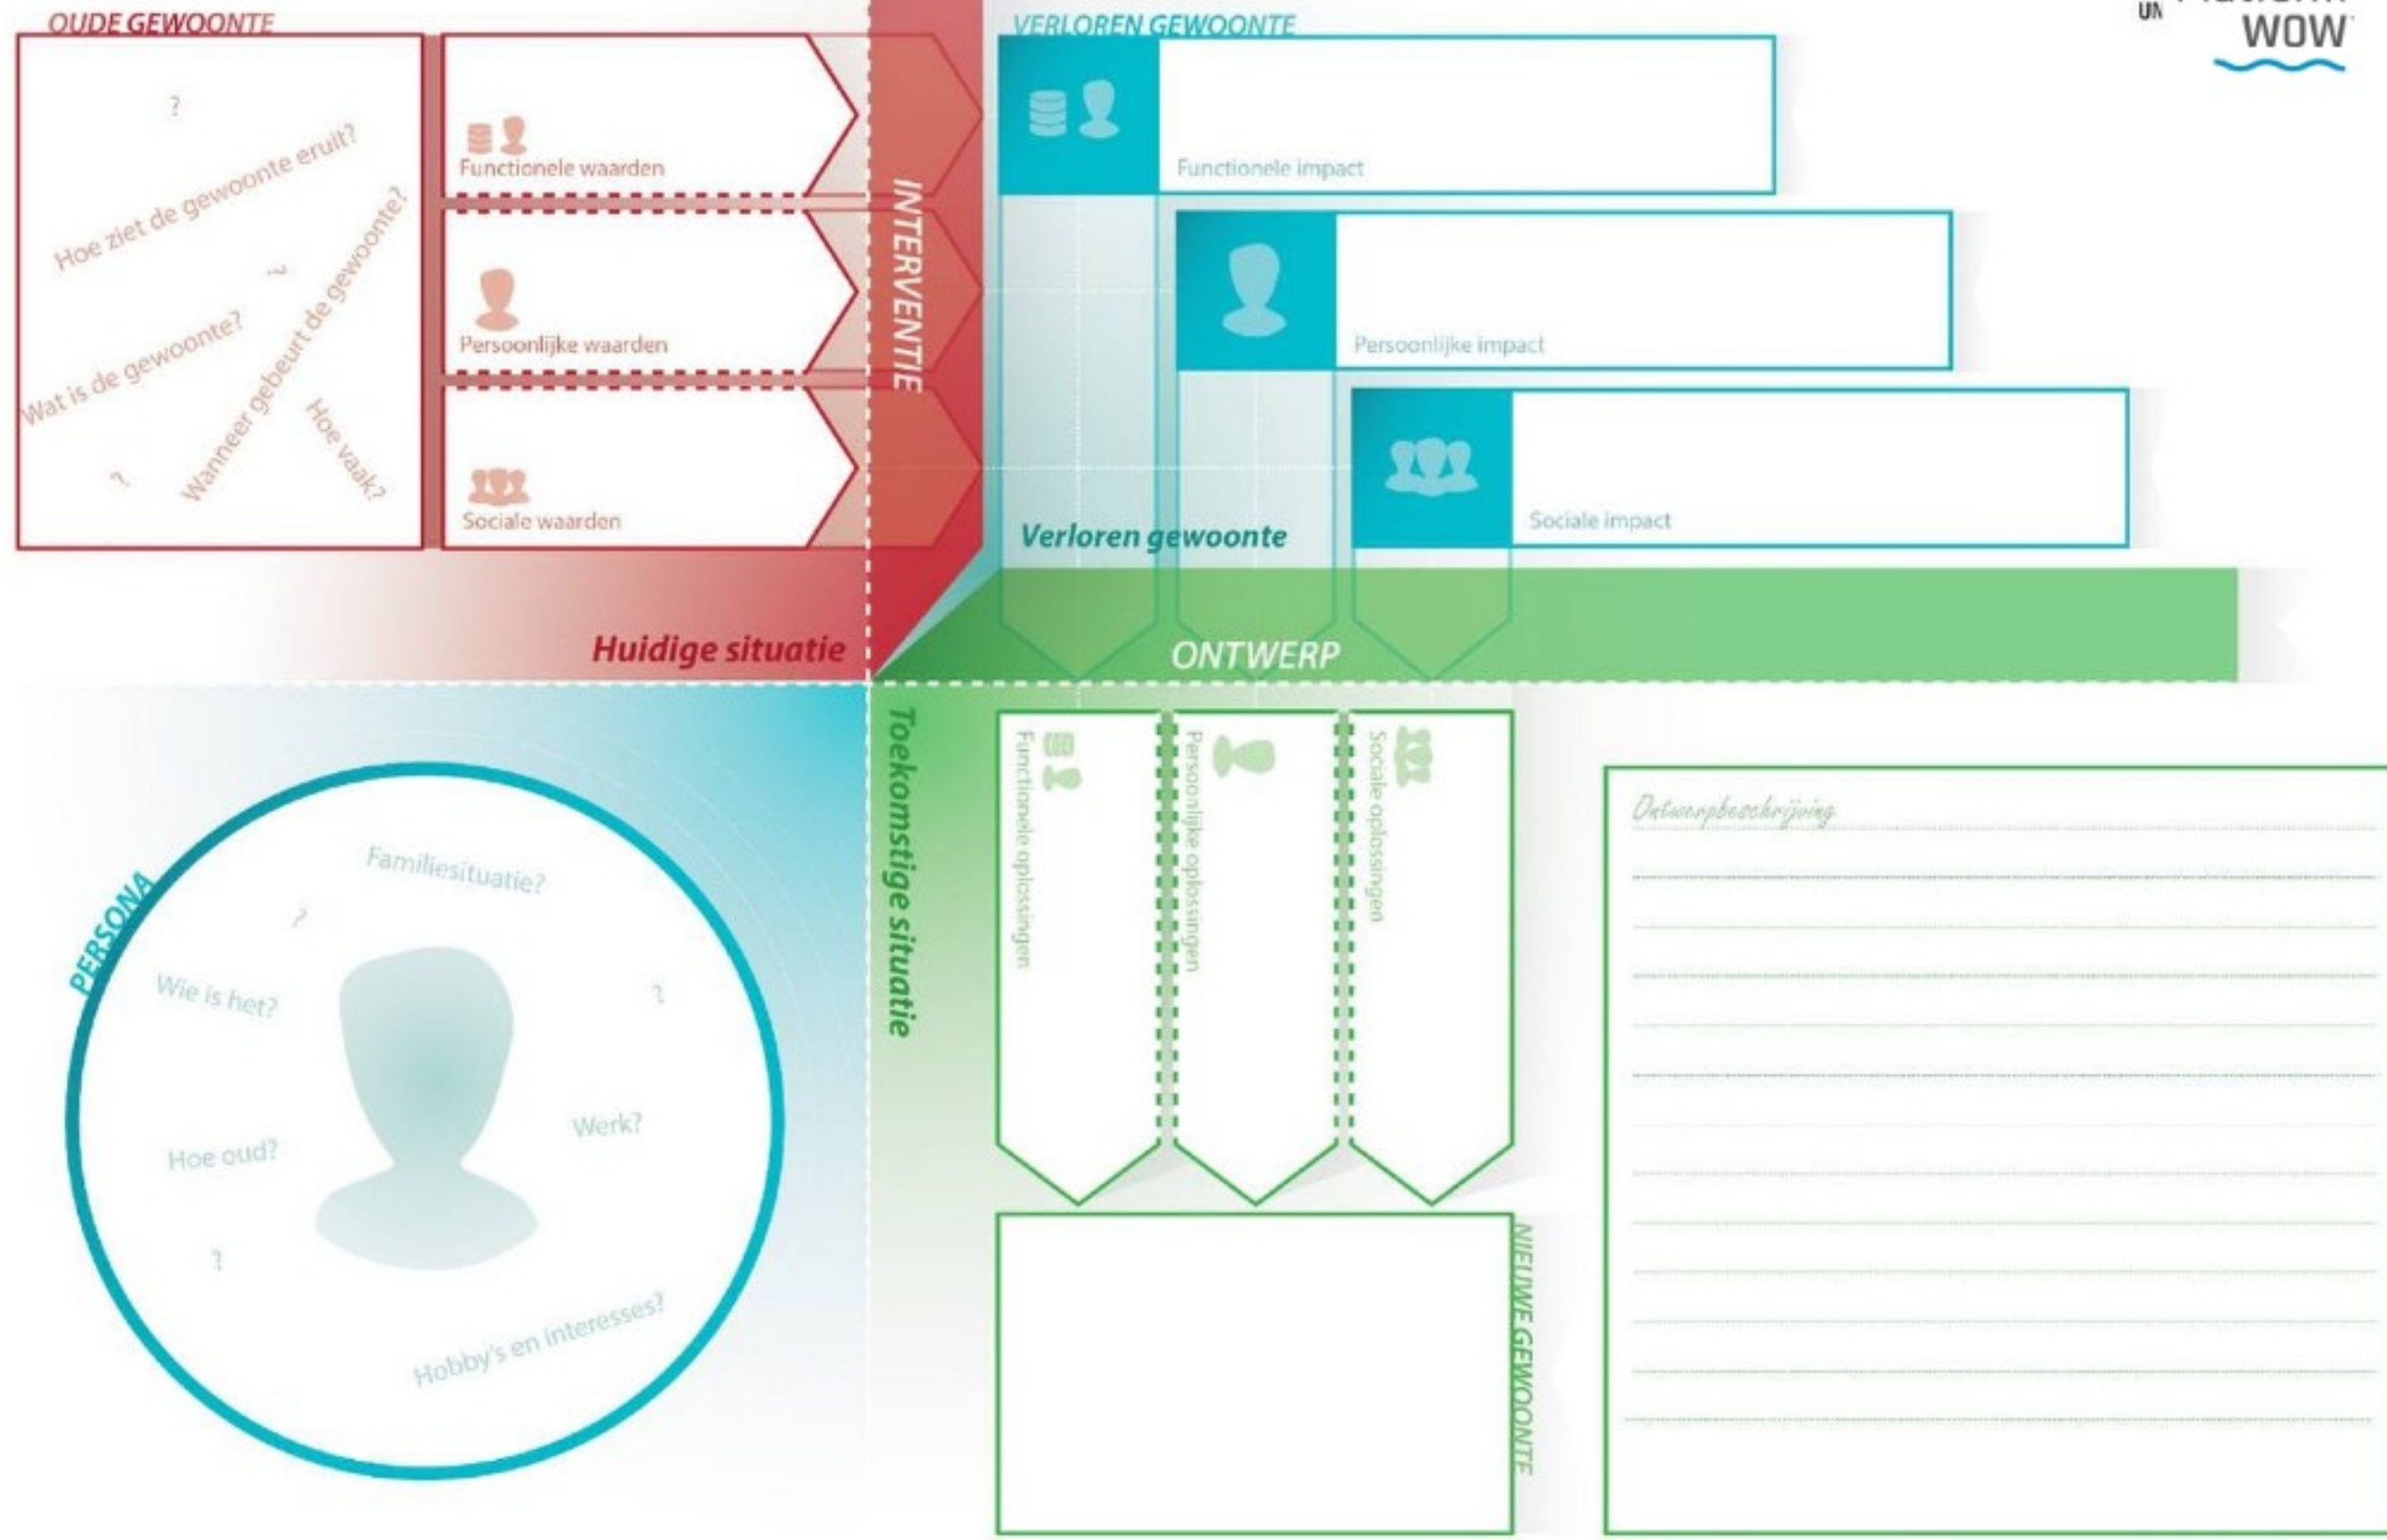 OUDE GEWOONTE
?
Hoe ziet de gewoonte eruit?
?
Wat is de gewoonte?
Wanneer gebeurt de gewoonte?
Hoe vaak?
?
Functionele waarden
Persoonlijke waarden
Sociale waarden
INTERVENTIE
Huidige situatie
VERLOREN GEWOONTE
Functionele impact
Persoonlijke impact
Sociale impact
Verloren gewoonte
UN
WOW
ONTWERP
PERSONA
Familiesituatie?
?
Wie is het?
?
Hoe oud?
Werk?
?
Hobby's en interesses?
Toekomstige situatie
Functionele oplossingen
Persoonlijke oplossingen
Sociale oplossingen
NIEUWE GEWOONTE
Ontwerpbeschrijving